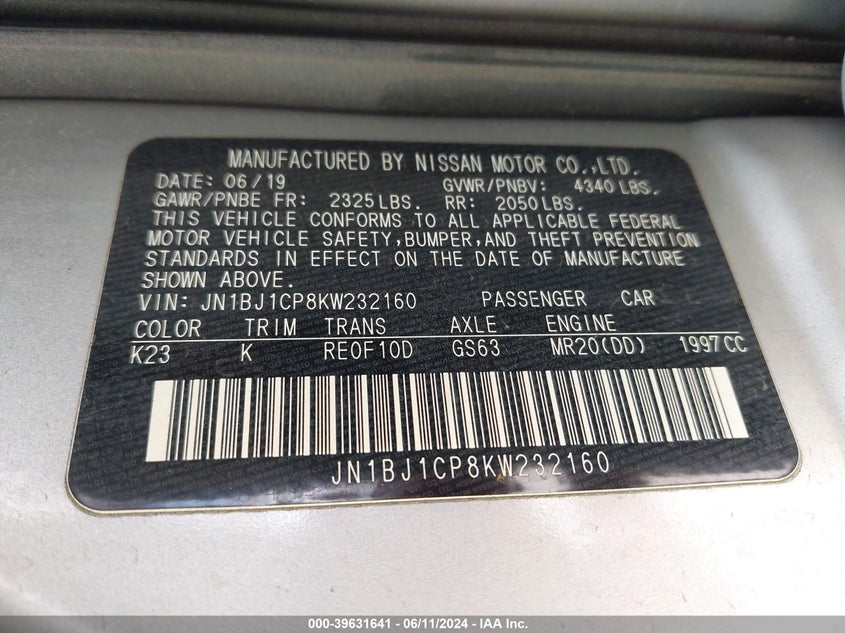 MANUFACTURED BY NISSAN MOTOR CO.,LTD.
DATE: 06/19 GVWR/PNBV: 4340 LBS.
GAWR/PNBE FR: 2325 LBS. RR: 2050 LBS.
THIS VEHICLE CONFORMS TO ALL APPLICABLE FEDERAL
MOTOR VEHICLE SAFETY,BUMPER,AND THEFT PREVENTION
STANDARDS IN EFFECT ON THE DATE OF MANUFACTURE
SHOWN ABOVE.
VIN: JN1BJ1CP8KW232160 PASSENGER CAR
COLOR TRIM TRANS AXLE ENGINE
K23 K RE0F10D GS63 MR20(DD) 1997CC
JN1BJ1CP8KW232160
000-39631641 - 06/11/2024 - IAA Inc.